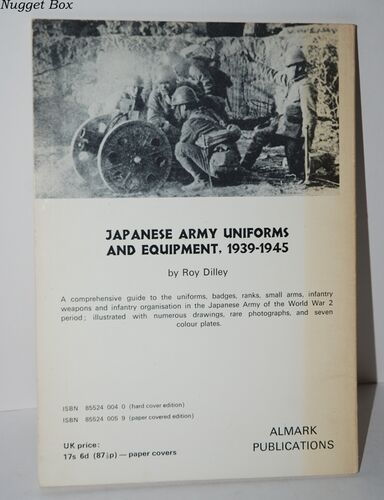 Nugget Box
JAPANESE ARMY UNIFORMS
AND EQUIPMENT, 1939-1945
by Roy Dilley
A comprehensive guide to the uniforms, badges, ranks, small arms, infantry
weapons and infantry organisation in the Japanese Army of the World War 2
period; illustrated with numerous drawings, rare photographs, and seven
colour plates.
ISBN 85524 004 0 (hard cover edition)
ISBN 85524 005 9 (paper covered edition)
UK price:
17s 6d (87½p) — paper covers
ALMARK
PUBLICATIONS